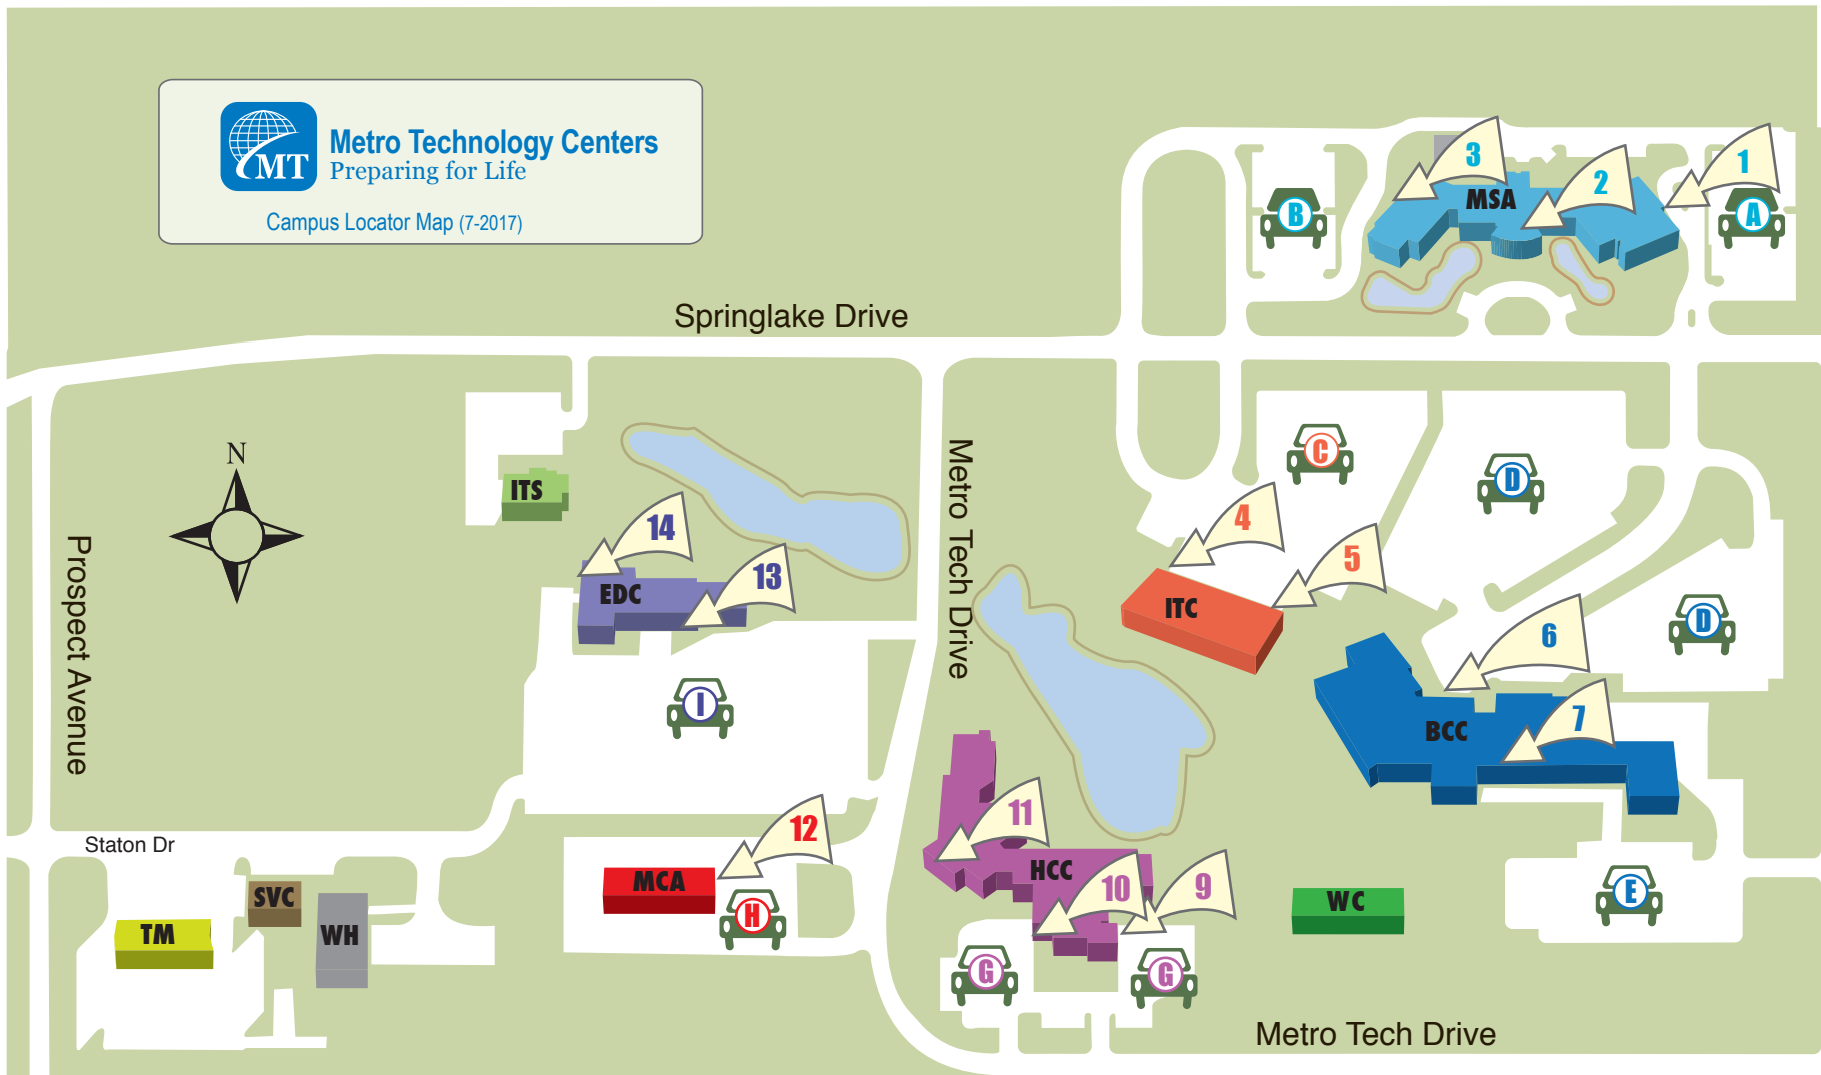 MT
Metro Technology Centers
Preparing for Life
Campus Locator Map (7-2017)
3
2
1
MSA
B
A
Springlake Drive
N
Prospect Avenue
Metro Tech Drive
ITS
14
13
EDC
I
C
D
4
5
ITC
D
6
7
BCC
Staton Dr
12
MCA
H
11
HCC
10
9
G
G
WC
E
SVC
TM
WH
Metro Tech Drive